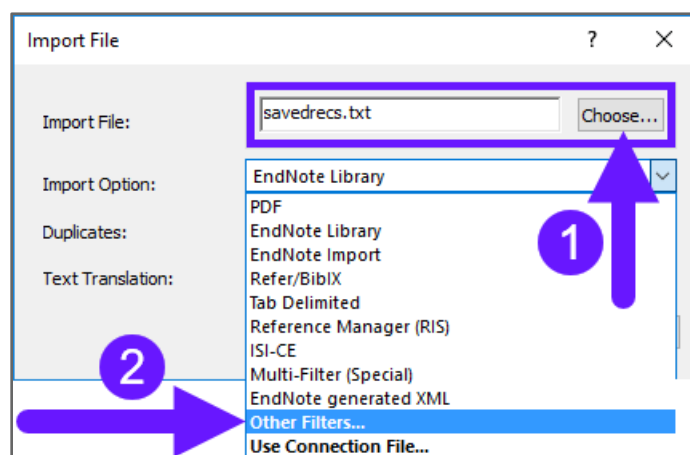 Import File ? ×
Import File: savedrecs.txt Choose...
Import Option: EndNote Library
PDF
Duplicates: EndNote Library
EndNote Import
Text Translation: Refer/BibIX
Tab Delimited
Reference Manager (RIS)
ISI-CE
Multi-Filter (Special)
EndNote generated XML
Other Filters...
Use Connection File...
1
2